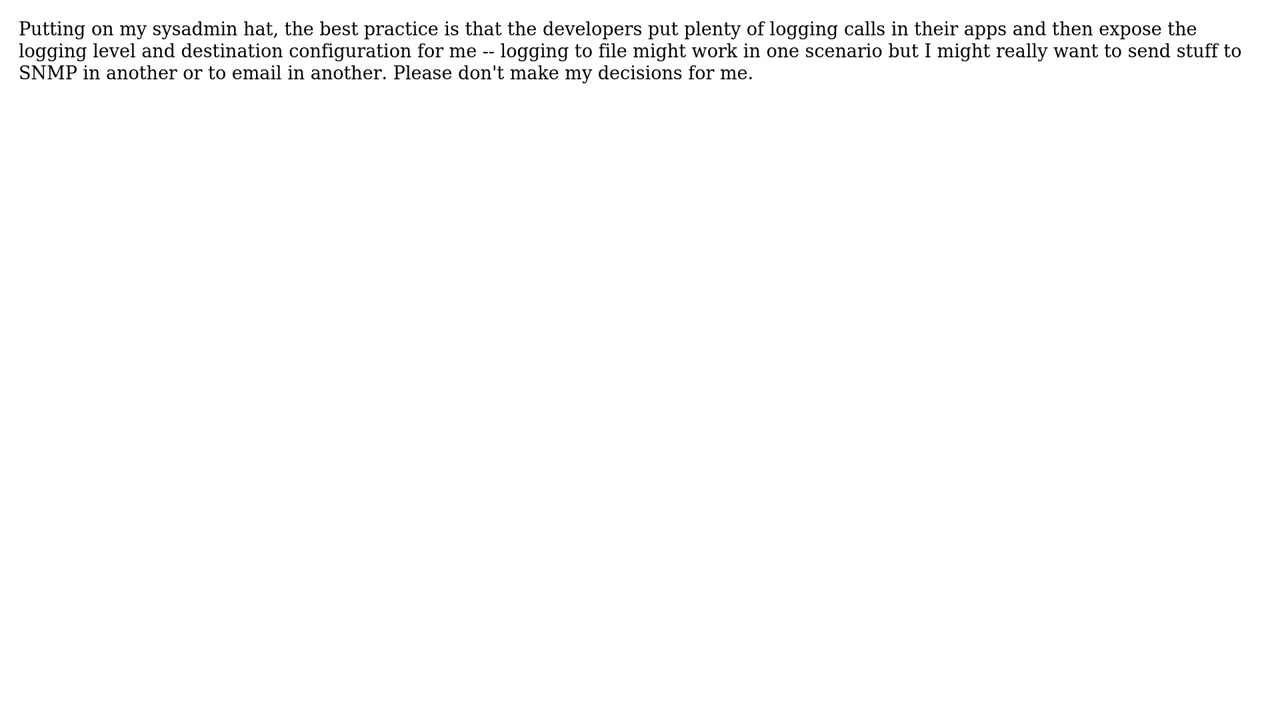 Putting on my sysadmin hat, the best practice is that the developers put plenty of logging calls in their apps and then expose the
logging level and destination configuration for me -- logging to file might work in one scenario but I might really want to send stuff to
SNMP in another or to email in another. Please don't make my decisions for me.